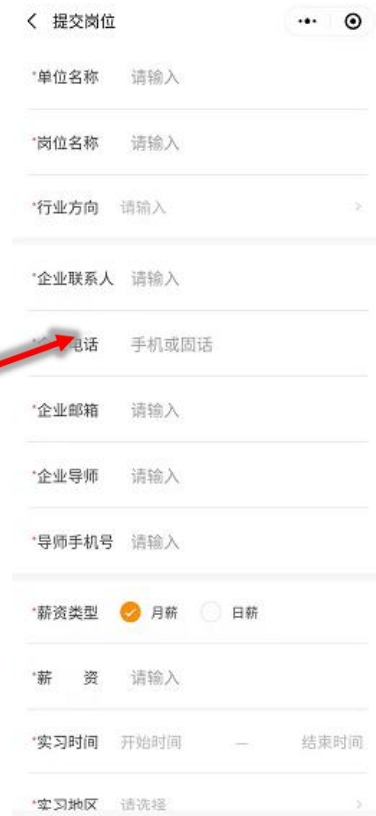 提交岗位
*单位名称 请输入
*岗位名称 请输入
*行业方向 请输入
*企业联系人 请输入
电话 手机或固话
*企业邮箱 请输入
*企业导师 请输入
*导师手机号 请输入
*薪资类型 月薪 日薪
*薪 资 请输入
*实习时间 开始时间 — 结束时间
*实习地区 请选择